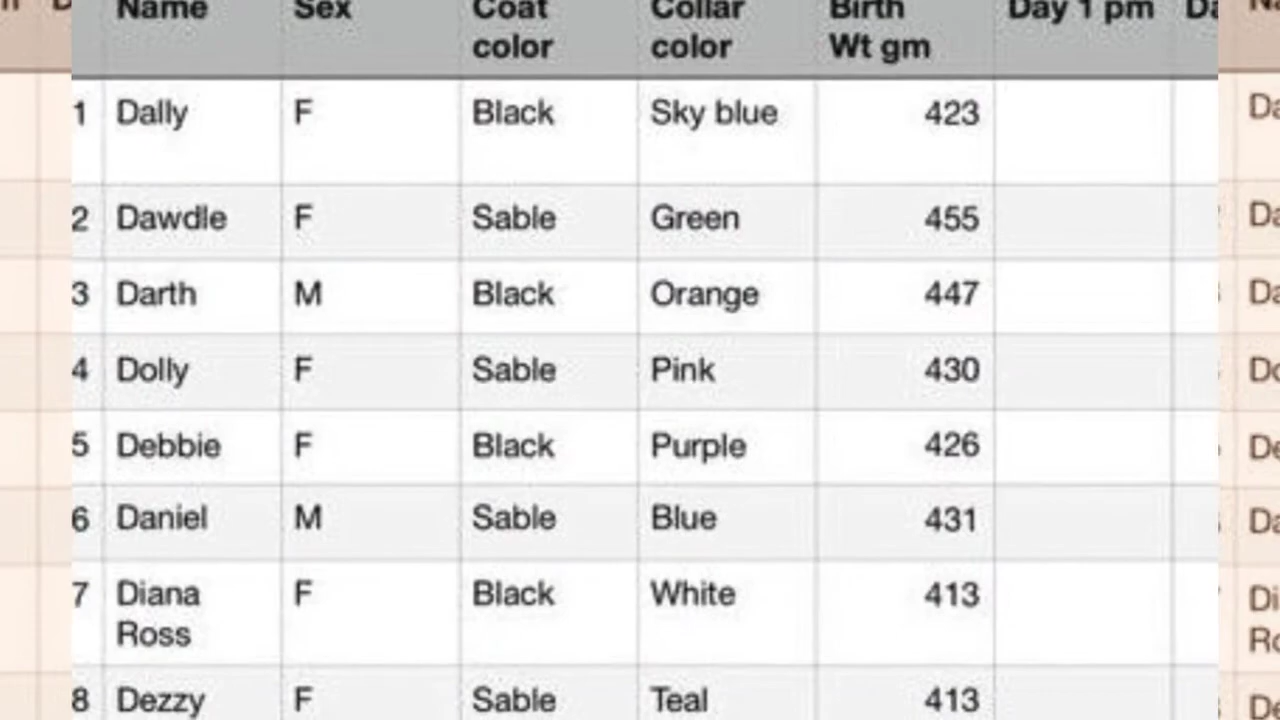 Name Sex Coat color Collar color Birth Wt gm Day 1 pm
1 Dally F Black Sky blue 423
2 Dawdle F Sable Green 455
3 Darth M Black Orange 447
4 Dolly F Sable Pink 430
5 Debbie F Black Purple 426
6 Daniel M Sable Blue 431
7 Diana Ross F Black White 413
8 Dezzy F Sable Teal 413